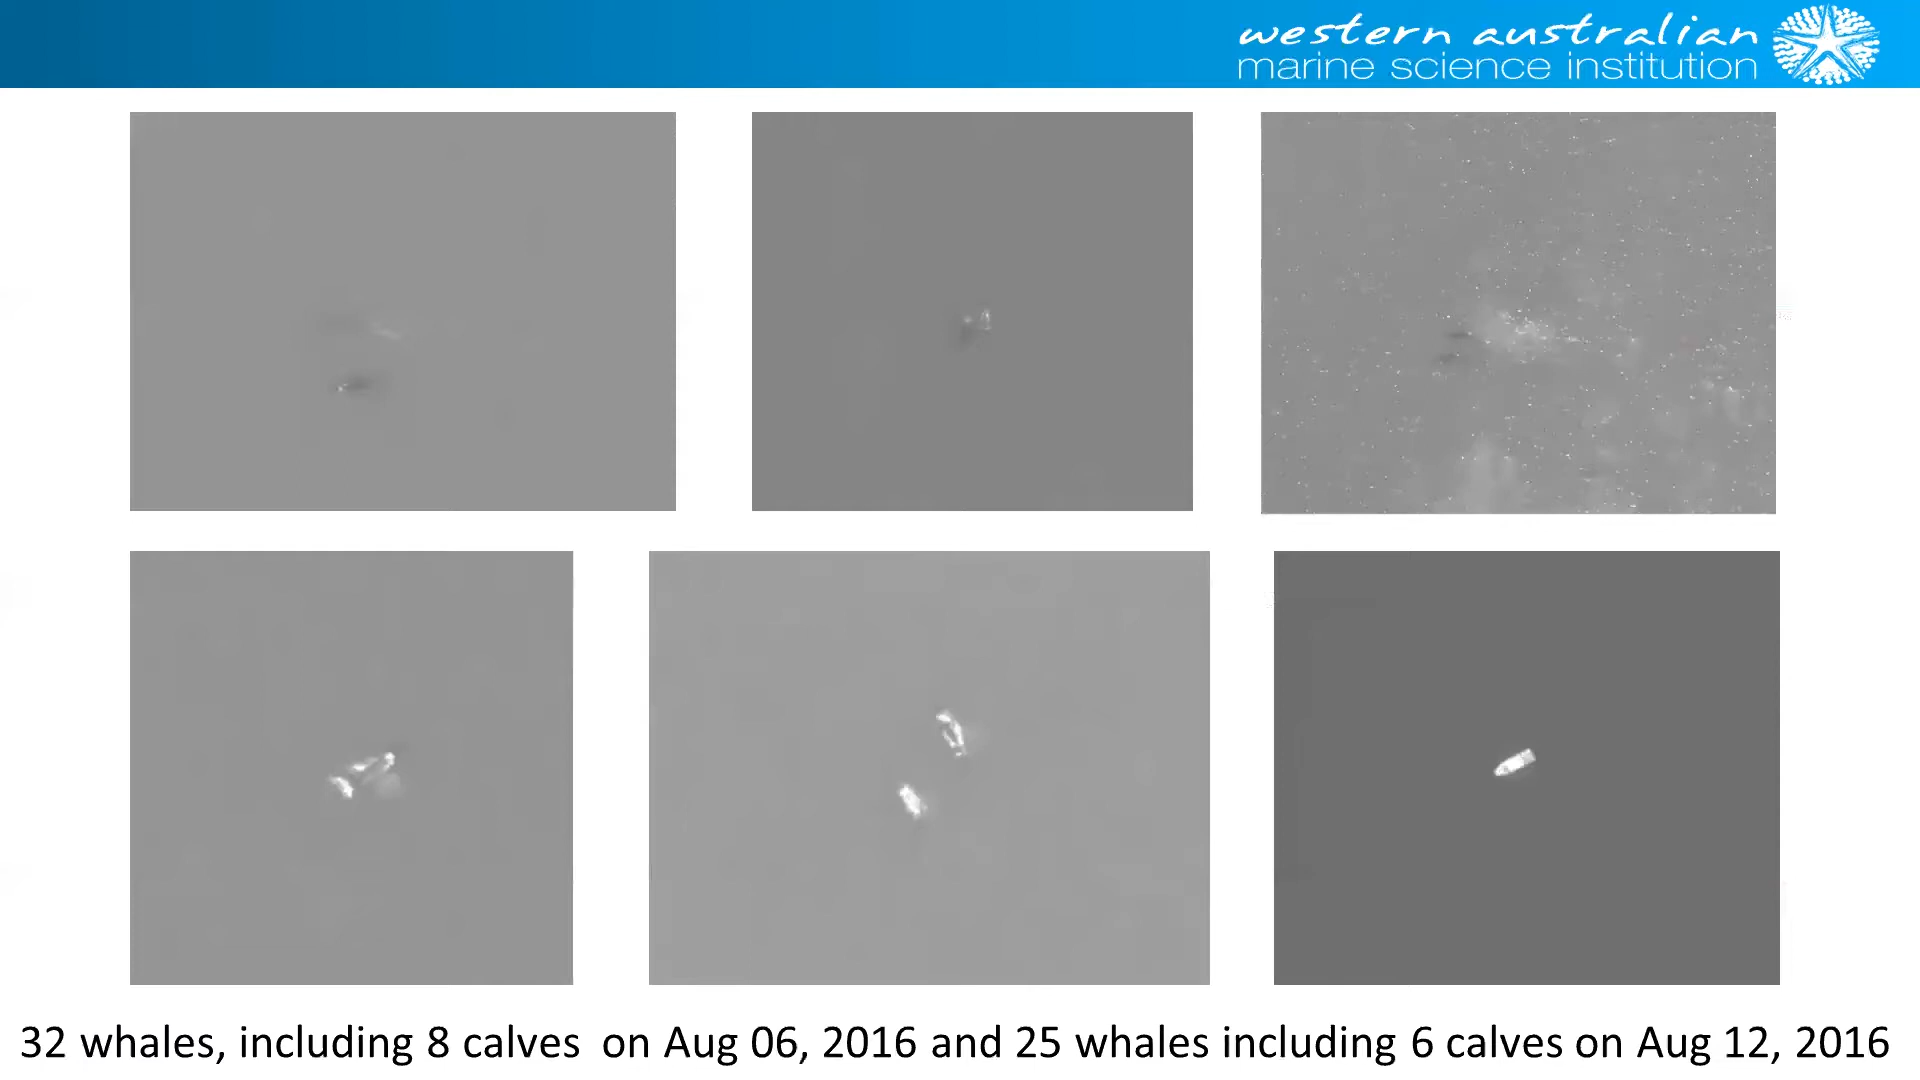 western australian
marine science institution
32 whales, including 8 calves on Aug 06, 2016 and 25 whales including 6 calves on Aug 12, 2016